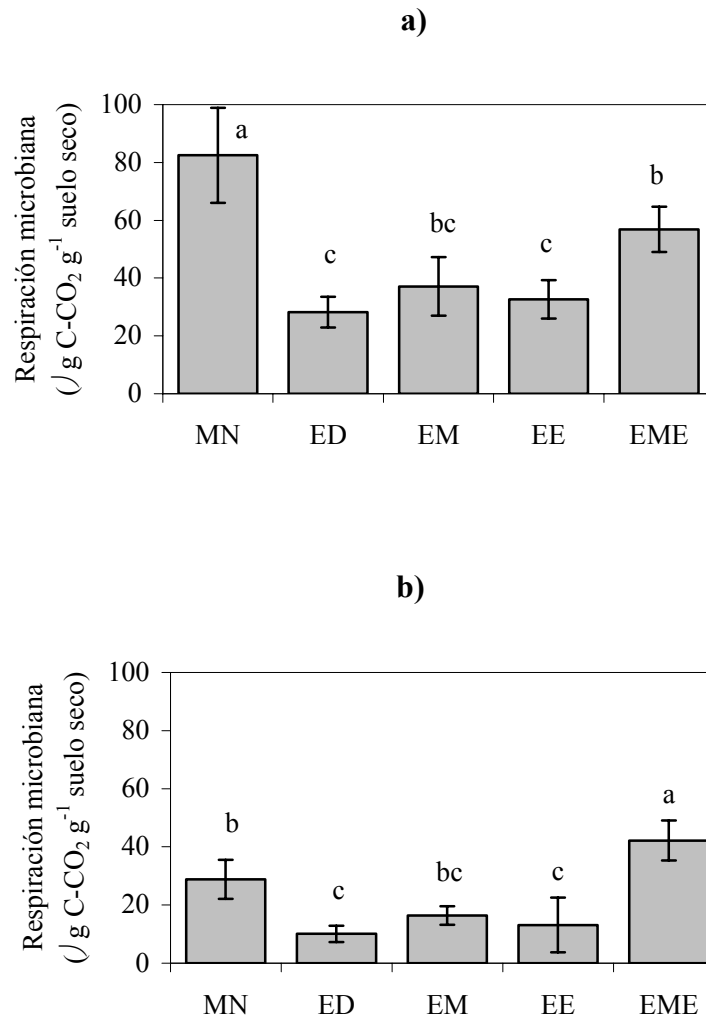 a)
Respiración microbiana
(⌡g C-CO₂ g⁻¹ suelo seco)
100
80
60
40
20
0
a
c
bc
c
b
MN ED EM EE EME
b)
Respiración microbiana
(⌡g C-CO₂ g⁻¹ suelo seco)
100
80
60
40
20
0
b
c
bc
c
a
MN ED EM EE EME